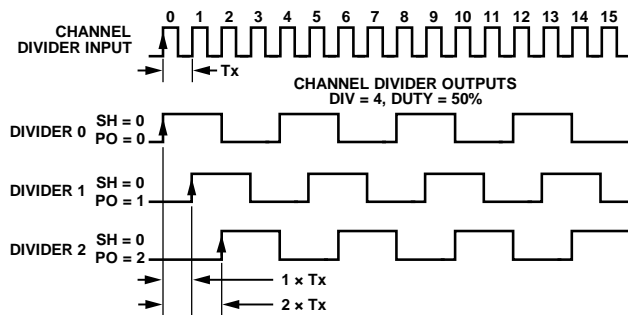 0 1 2 3 4 5 6 7 8 9 10 11 12 13 14 15
CHANNEL
DIVIDER INPUT
Tx
CHANNEL DIVIDER OUTPUTS
DIV = 4, DUTY = 50%
DIVIDER 0
SH = 0
PO = 0
DIVIDER 1
SH = 0
PO = 1
DIVIDER 2
SH = 0
PO = 2
1 × Tx
2 × Tx